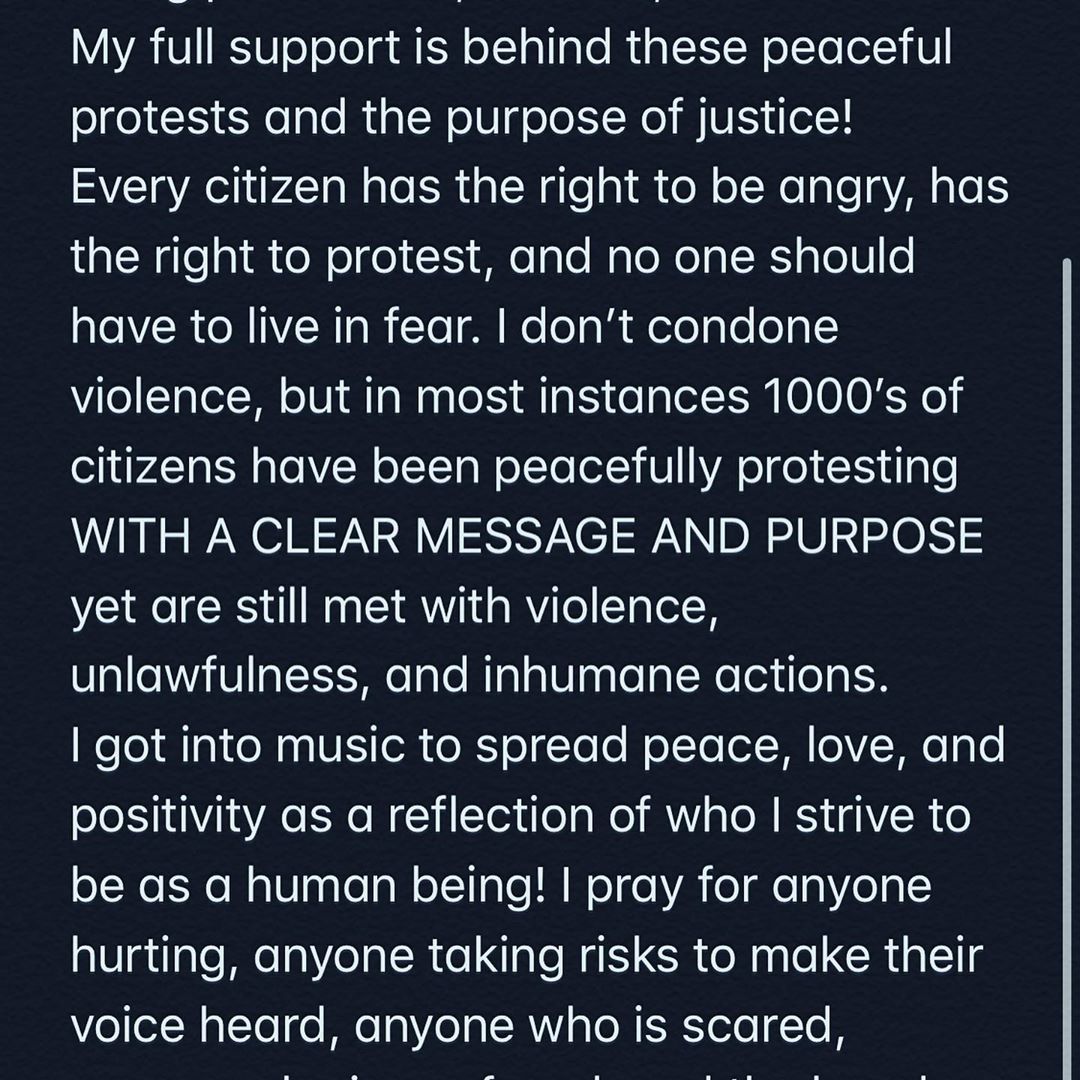 My full support is behind these peaceful
protests and the purpose of justice!
Every citizen has the right to be angry, has
the right to protest, and no one should
have to live in fear. I don’t condone
violence, but in most instances 1000’s of
citizens have been peacefully protesting
WITH A CLEAR MESSAGE AND PURPOSE
yet are still met with violence,
unlawfulness, and inhumane actions.
I got into music to spread peace, love, and
positivity as a reflection of who I strive to
be as a human being! I pray for anyone
hurting, anyone taking risks to make their
voice heard, anyone who is scared,